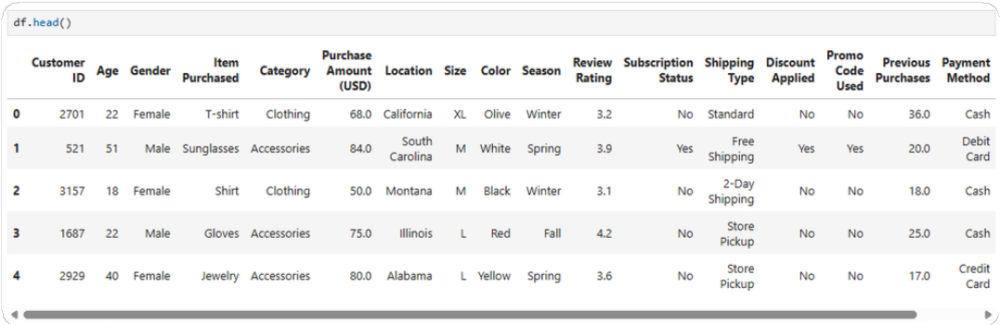 df.head()
Customer ID Age Gender Item Purchased Category Purchase Amount (USD) Location Size Color Season Review Rating Subscription Status Shipping Type Discount Applied Promo Code Used Previous Purchases Payment Method
0 2701 22 Female T-shirt Clothing 68.0 California XL Olive Winter 3.2 No Standard No No 36.0 Cash
1 521 51 Male Sunglasses Accessories 84.0 South Carolina M White Spring 3.9 Yes Free Shipping Yes Yes 20.0 Debit Card
2 3157 18 Female Shirt Clothing 50.0 Montana M Black Winter 3.1 No 2-Day Shipping No No 18.0 Cash
3 1687 22 Male Gloves Accessories 75.0 Illinois L Red Fall 4.2 No Store Pickup No No 25.0 Cash
4 2929 40 Female Jewelry Accessories 80.0 Alabama L Yellow Spring 3.6 No Store Pickup No No 17.0 Credit Card